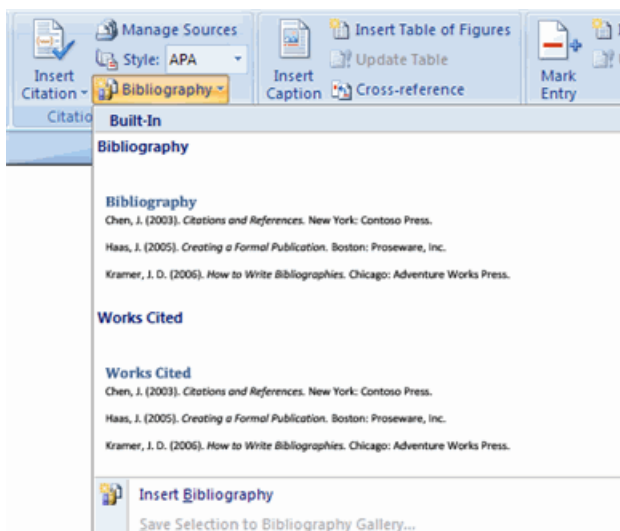 Manage Sources
Insert Table of Figures
Style: APA
Update Table
Insert
Citation
Insert
Caption
Mark
Entry
Bibliography
Cross-reference
Citatio
Built-In
Bibliography
Bibliography
Chen, J. (2003). Citations and References. New York: Contoso Press.
Haas, J. (2005). Creating a Formal Publication. Boston: Proseware, Inc.
Kramer, J. D. (2006). How to Write Bibliographies. Chicago: Adventure Works Press.
Works Cited
Works Cited
Chen, J. (2003). Citations and References. New York: Contoso Press.
Haas, J. (2005). Creating a Formal Publication. Boston: Proseware, Inc.
Kramer, J. D. (2006). How to Write Bibliographies. Chicago: Adventure Works Press.
Insert Bibliography
Save Selection to Bibliography Gallery...